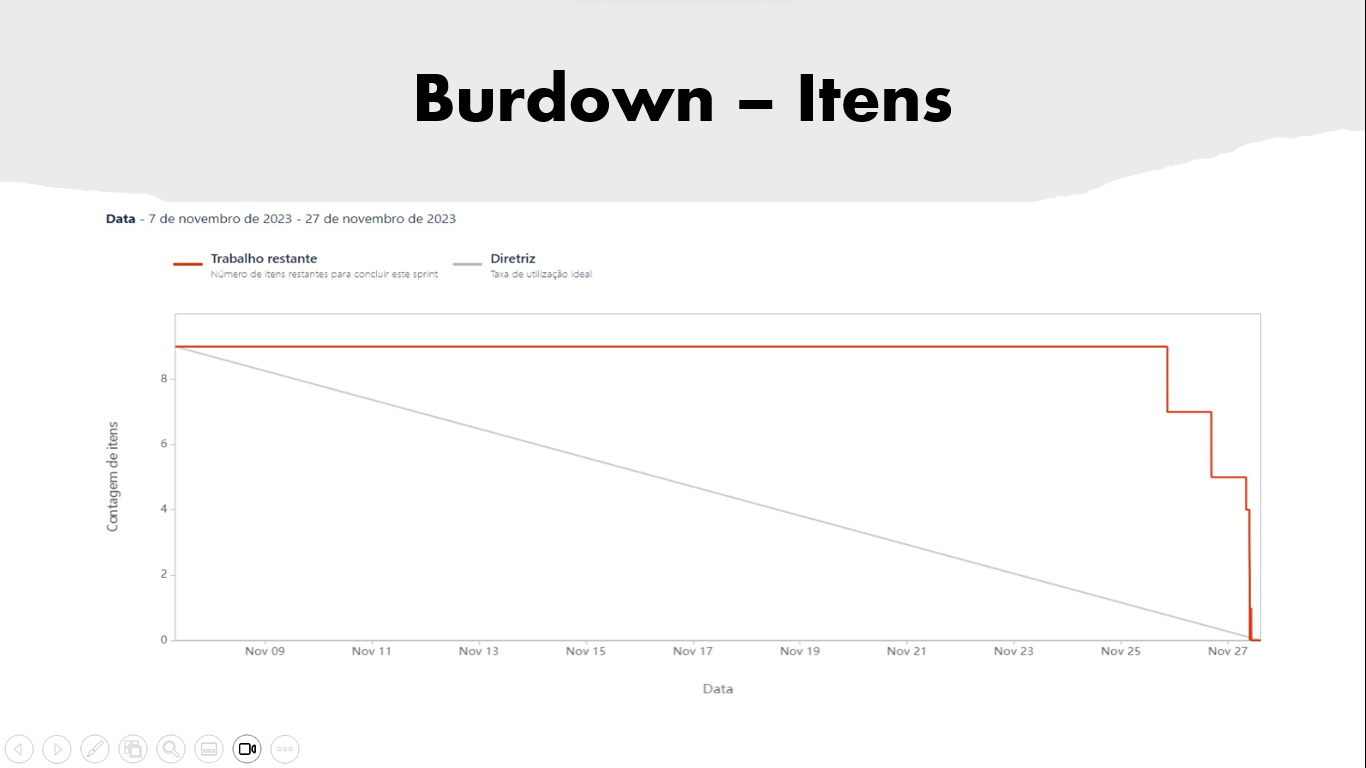 Burdown – Itens
Data - 7 de novembro de 2023 - 27 de novembro de 2023
Trabalho restante
Número de itens restantes para concluir este sprint
Diretriz
Taxa de utilização ideal
Contagem de itens
8
6
4
2
0
Nov 09 Nov 11 Nov 13 Nov 15 Nov 17 Nov 19 Nov 21 Nov 23 Nov 25 Nov 27
Data